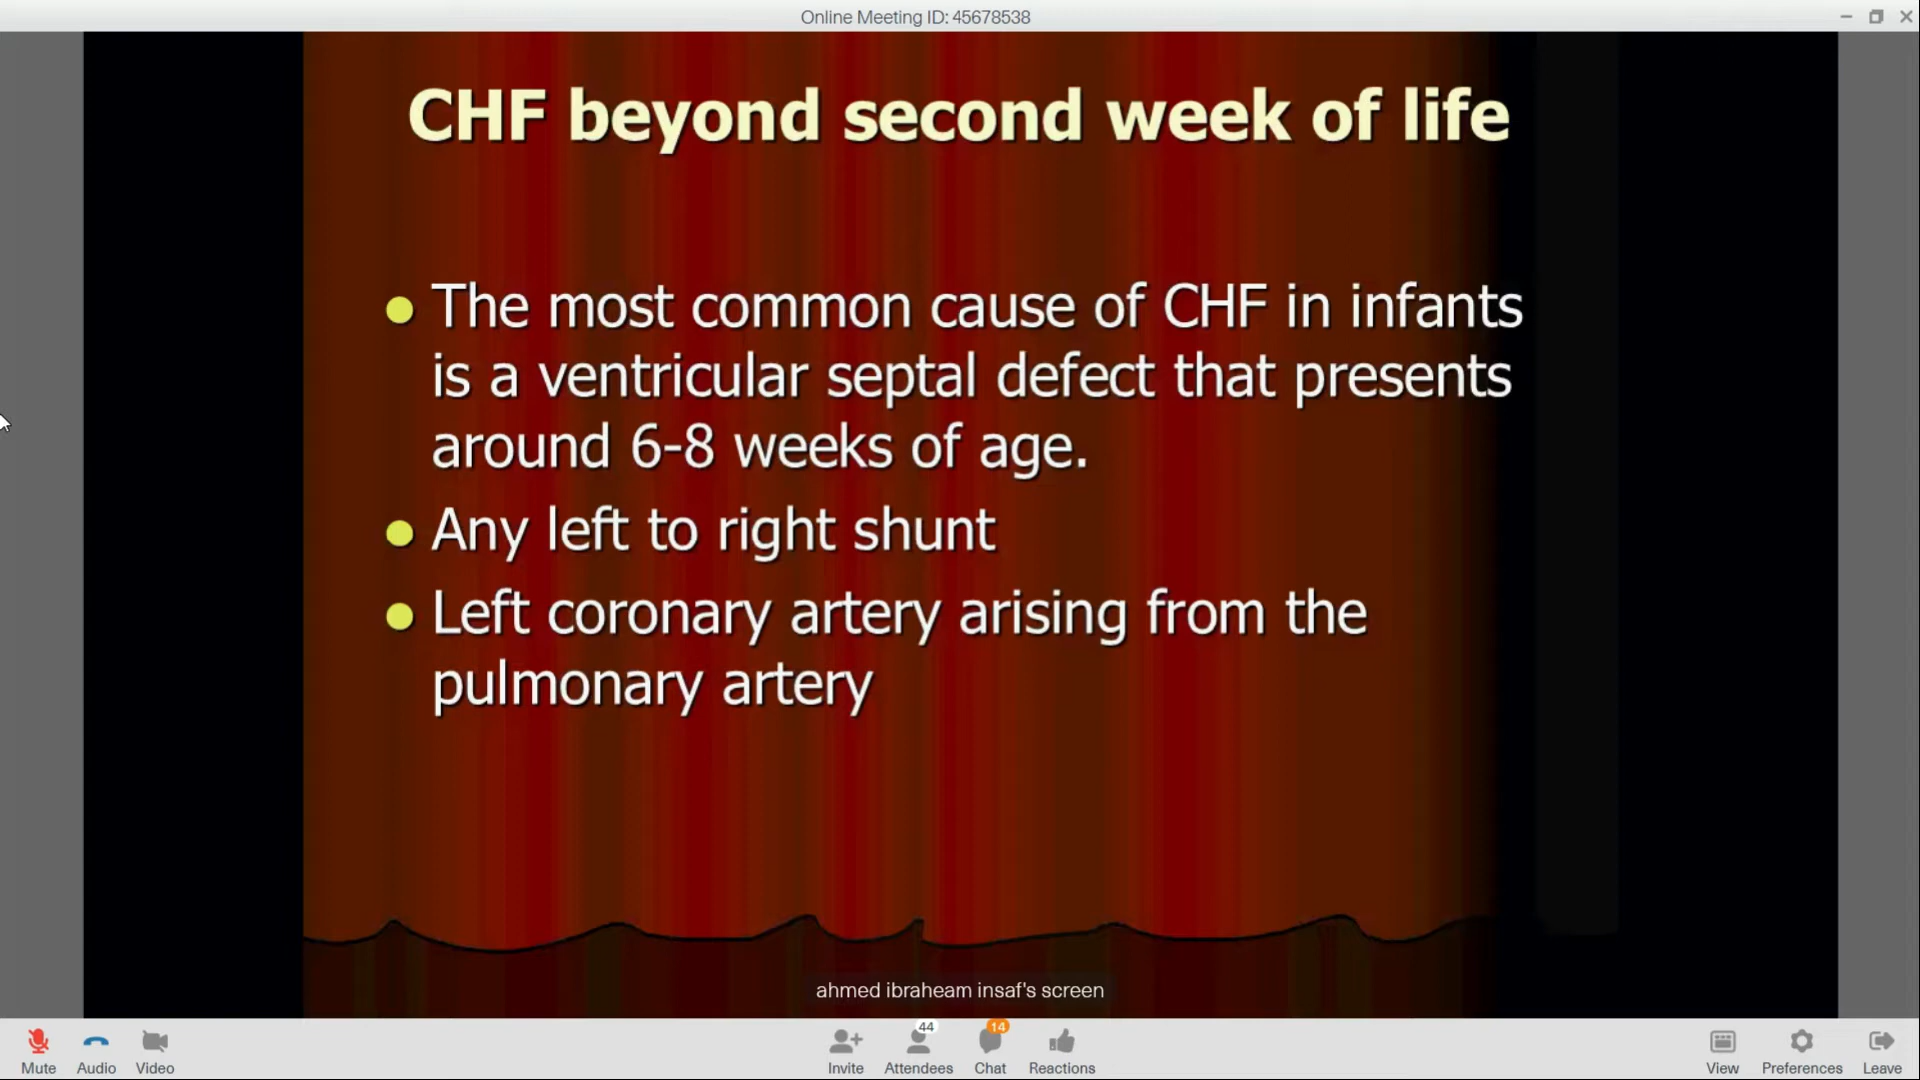 Online Meeting ID: 45678538
CHF beyond second week of life
The most common cause of CHF in infants
is a ventricular septal defect that presents
around 6-8 weeks of age.
Any left to right shunt
Left coronary artery arising from the
pulmonary artery
ahmed ibraheam insaf's screen
44
14
Mute
Audio
Video
Invite
Attendees
Chat
Reactions
View
Preferences
Leave